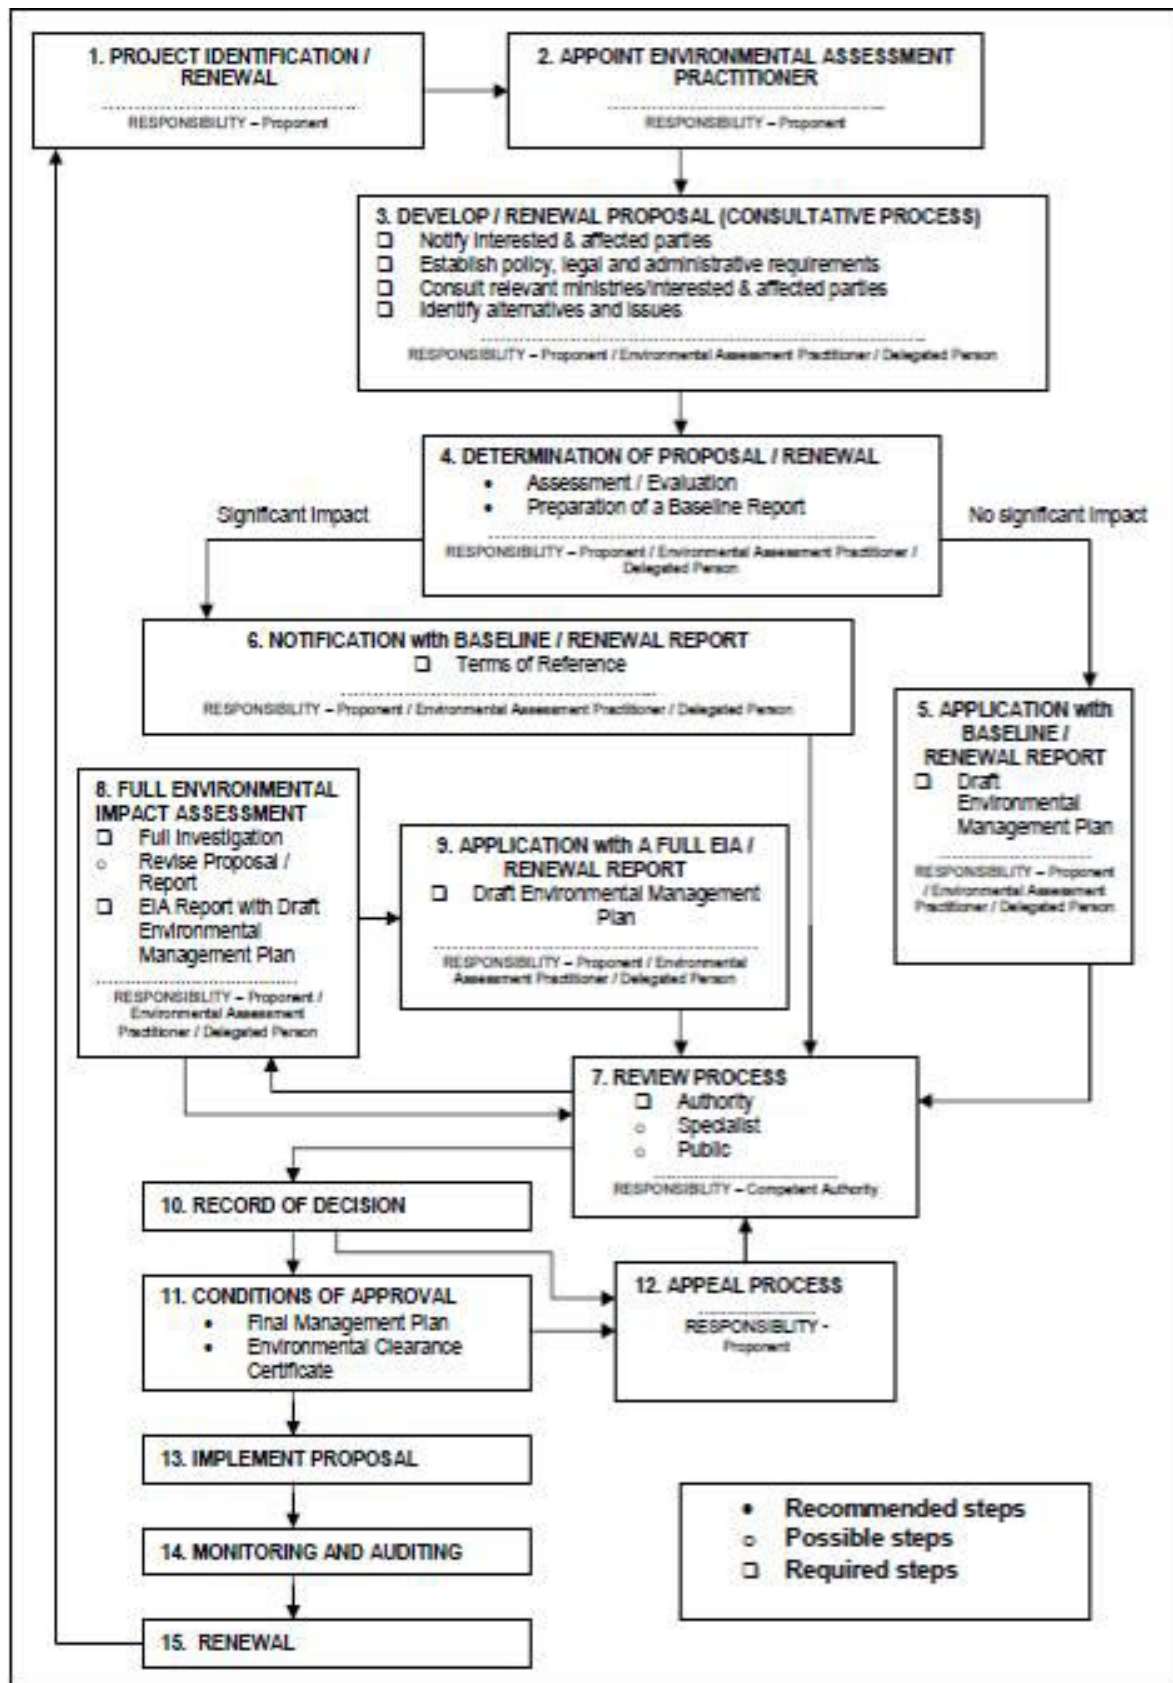 1. PROJECT IDENTIFICATION /
RENEWAL
RESPONSIBILITY – Proponent
2. APPOINT ENVIRONMENTAL ASSESSMENT
PRACTITIONER
RESPONSIBILITY – Proponent
3. DEVELOP / RENEWAL PROPOSAL (CONSULTATIVE PROCESS)
❑ Notify Interested & affected parties
❑ Establish policy, legal and administrative requirements
❑ Consult relevant ministries/Interested & affected parties
❑ Identify alternatives and Issues
RESPONSIBILITY – Proponent / Environmental Assessment Practitioner / Delegated Person
4. DETERMINATION OF PROPOSAL / RENEWAL
• Assessment / Evaluation
• Preparation of a Baseline Report
RESPONSIBILITY – Proponent / Environmental Assessment Practitioner /
Delegated Person
Significant Impact
No significant Impact
6. NOTIFICATION with BASELINE / RENEWAL REPORT
❑ Terms of Reference
RESPONSIBILITY – Proponent / Environmental Assessment Practitioner / Delegated Person
5. APPLICATION with
BASELINE /
RENEWAL REPORT
❑ Draft
Environmental
Management Plan
RESPONSIBILITY – Proponent
/ Environmental Assessment
Practitioner / Delegated Person
8. FULL ENVIRONMENTAL
IMPACT ASSESSMENT
❑ Full Investigation
○ Revise Proposal /
Report
❑ EIA Report with Draft
Environmental
Management Plan
RESPONSIBILITY – Proponent /
Environmental Assessment
Practitioner / Delegated Person
9. APPLICATION with A FULL EIA /
RENEWAL REPORT
❑ Draft Environmental Management
Plan
RESPONSIBILITY – Proponent / Environmental
Assessment Practitioner / Delegated Person
7. REVIEW PROCESS
❑ Authority
○ Specialist
○ Public
RESPONSIBILITY – Competent Authority
10. RECORD OF DECISION
11. CONDITIONS OF APPROVAL
• Final Management Plan
• Environmental Clearance
Certificate
12. APPEAL PROCESS
RESPONSIBLITY -
Proponent
13. IMPLEMENT PROPOSAL
14. MONITORING AND AUDITING
15. RENEWAL
• Recommended steps
○ Possible steps
❑ Required steps